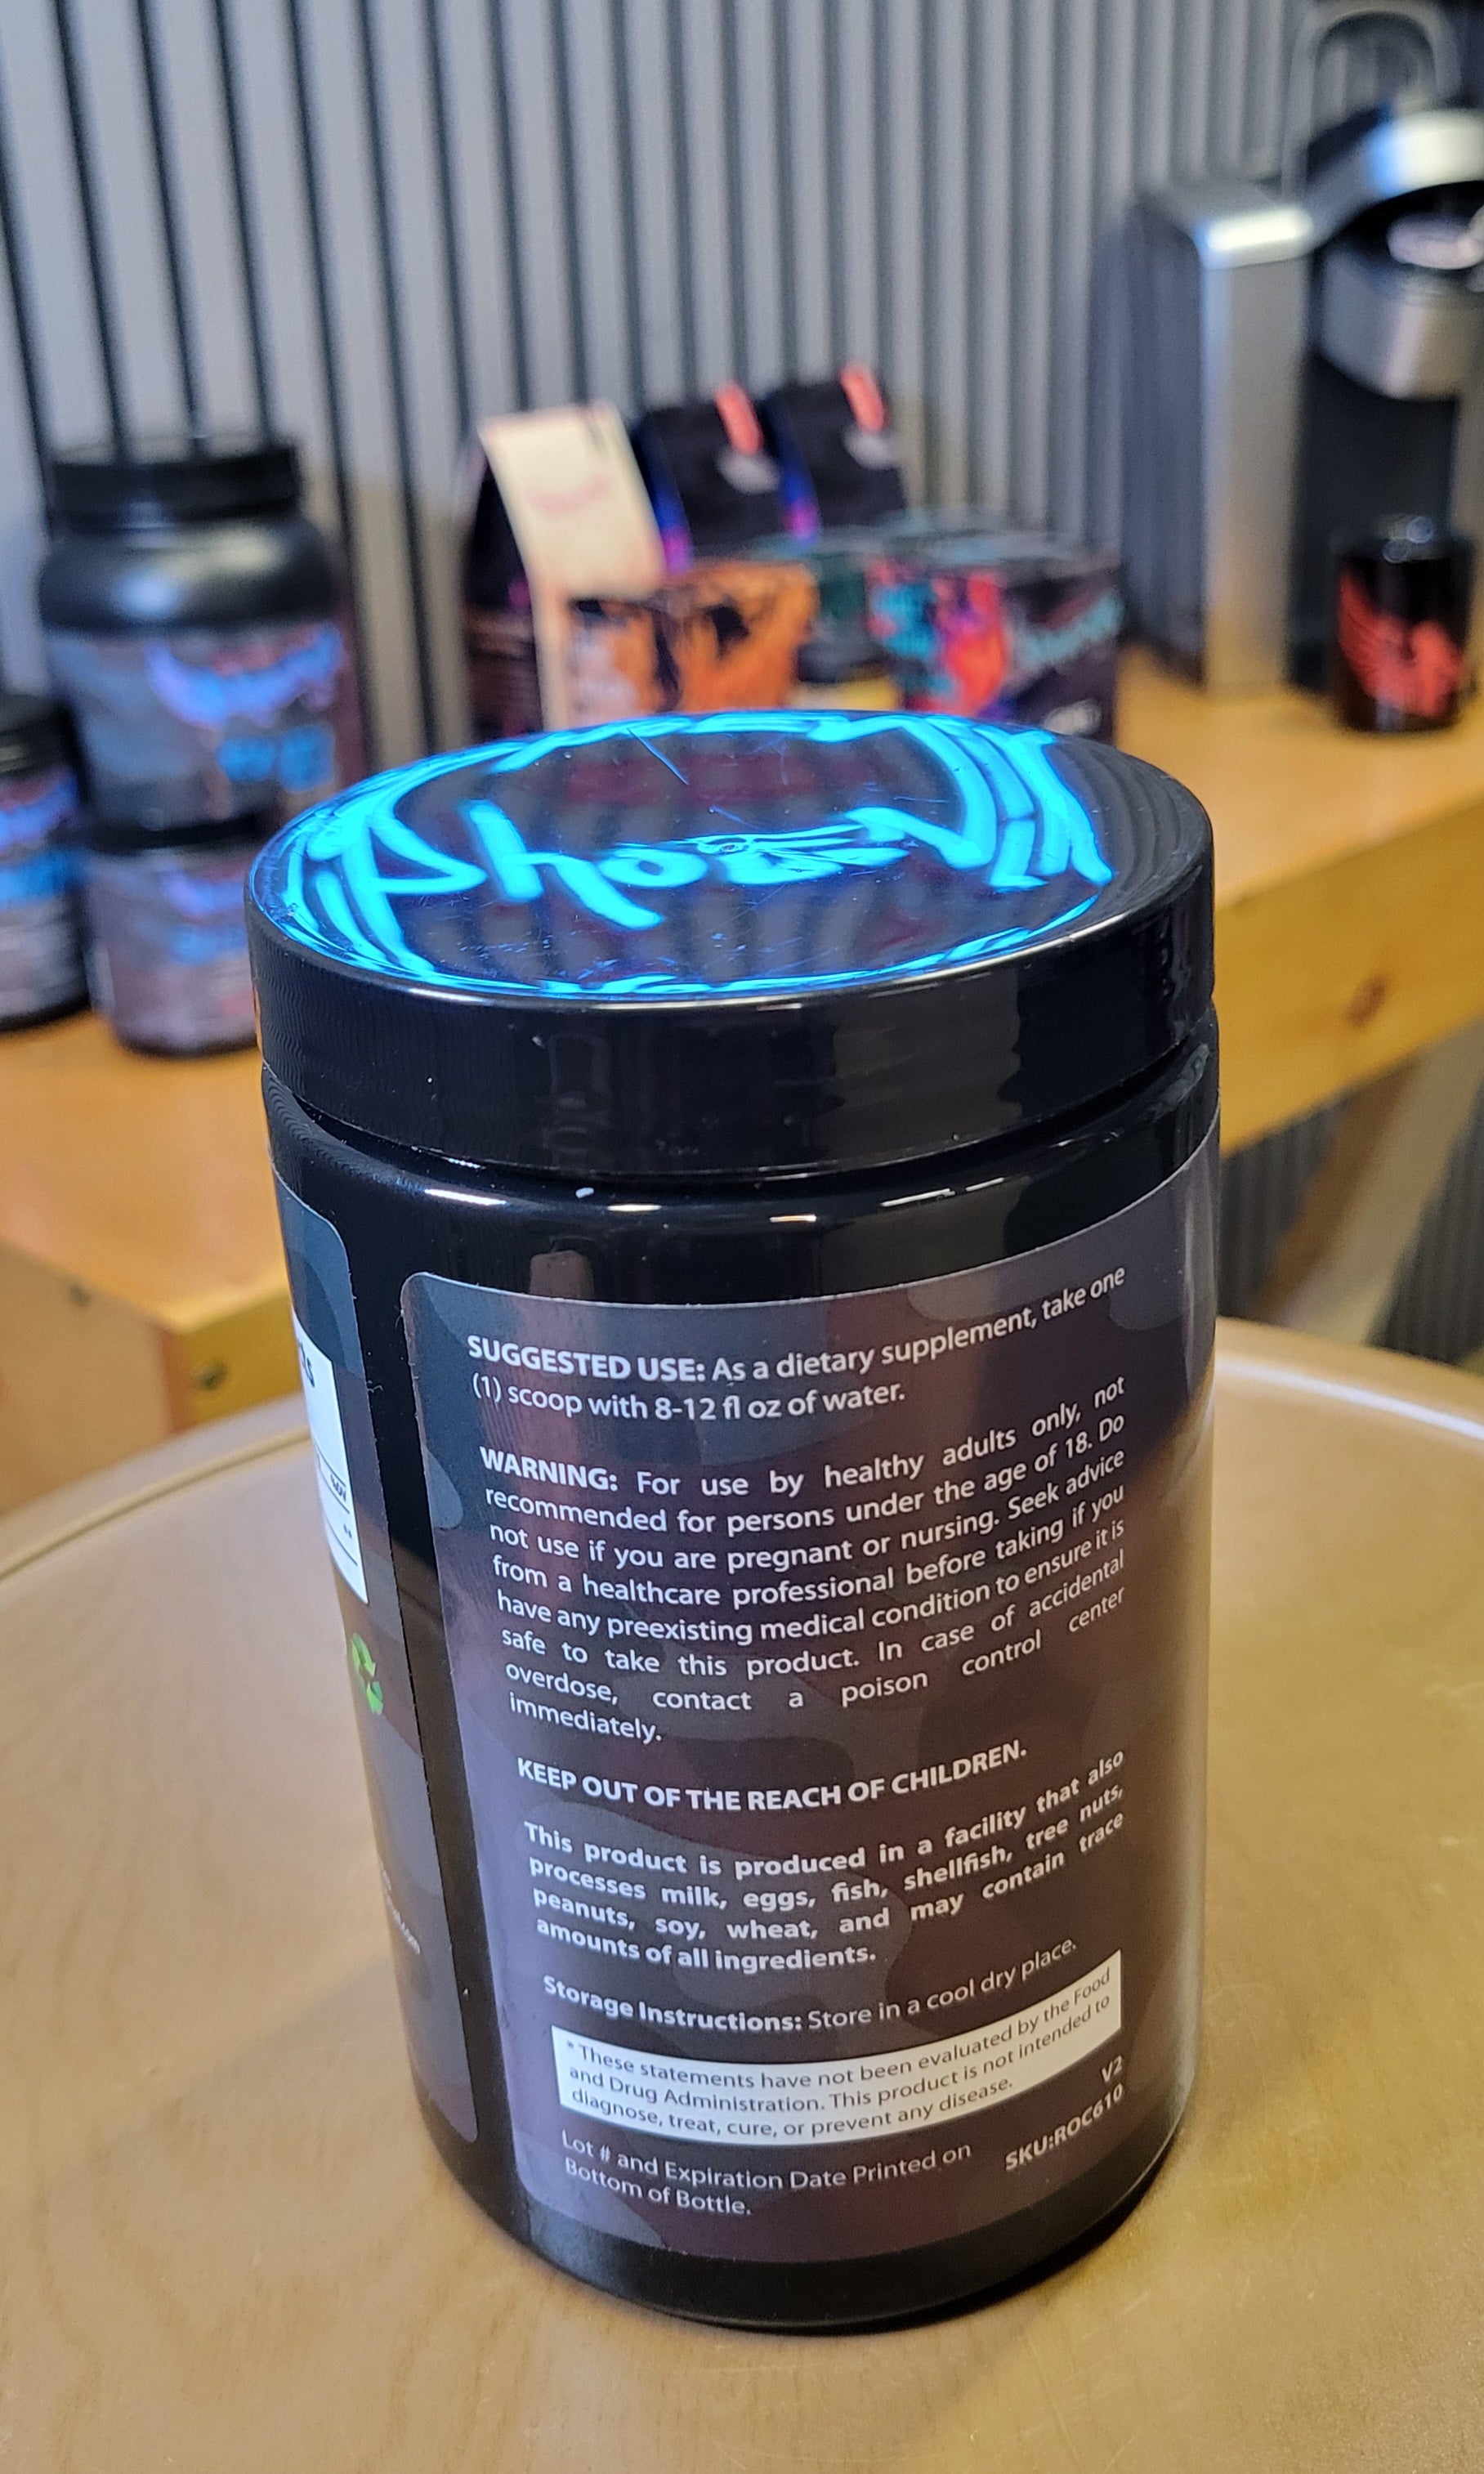 SUGGESTED USE: As a dietary supplement, take one
(1) scoop with 8-12 fl oz of water.
WARNING: For use by healthy adults only, not
recommended for persons under the age of 18. Do
not use if you are pregnant or nursing. Seek advice
from a healthcare professional before taking if you
have any preexisting medical condition to ensure it is
safe to take this product. In case of accidental
overdose, contact a poison control center
immediately.
KEEP OUT OF THE REACH OF CHILDREN.
This product is produced in a facility that also
processes milk, eggs, fish, shellfish, tree nuts,
peanuts, soy, wheat, and may contain trace
amounts of all ingredients.
Storage Instructions: Store in a cool dry place.
* These statements have not been evaluated by the Food
and Drug Administration. This product is not intended to
diagnose, treat, cure, or prevent any disease.
Lot # and Expiration Date Printed on
Bottom of Bottle.
V2
SKU:ROC610